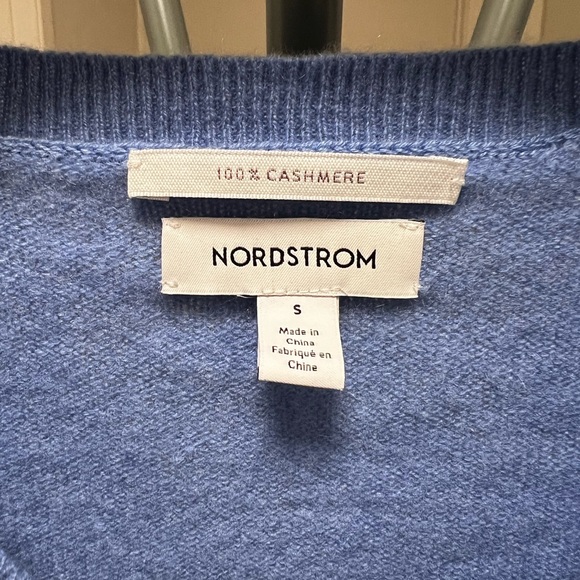 100% CASHMERE
NORDSTROM
S
Made in
China
Fabriqué en
Chine